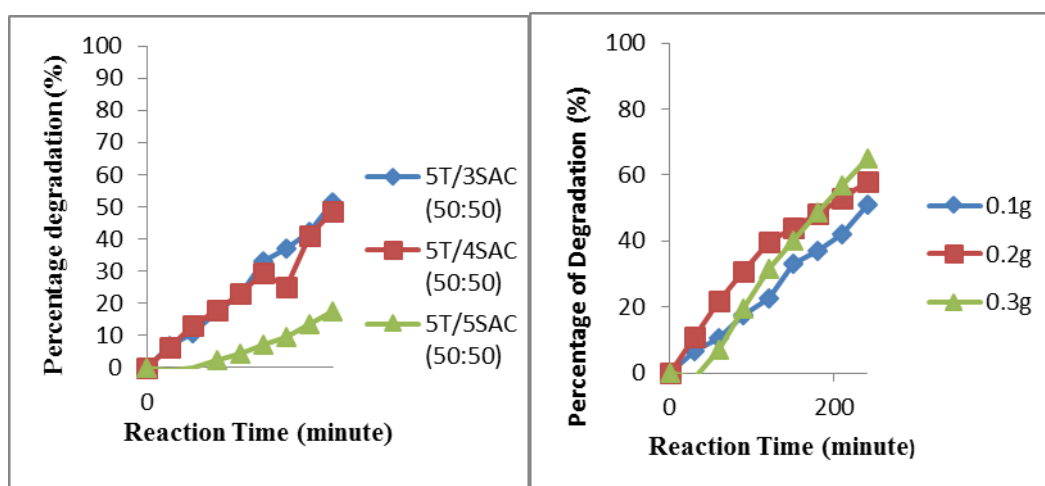 Percentage degradation(%)
100
90
80
70
60
50
40
30
20
10
0
0
Reaction Time (minute)
5T/3SAC
(50:50)
5T/4SAC
(50:50)
5T/5SAC
(50:50)
Percentage of Degradation (%)
100
80
60
40
20
0
0
200
Reaction Time (minute)
0.1g
0.2g
0.3g